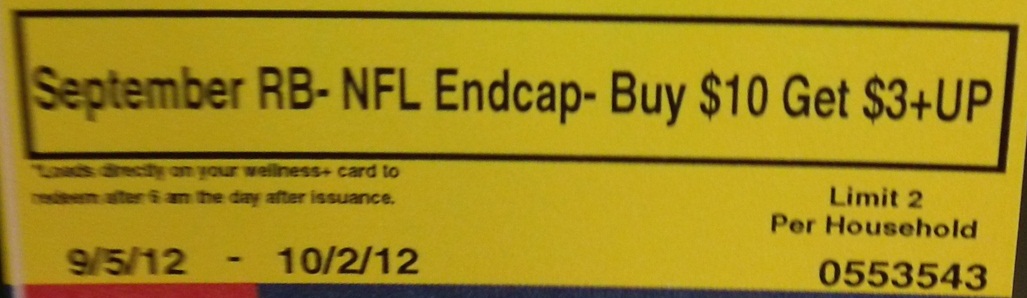 September RB- NFL Endcap- Buy $10 Get $3+UP
*Loads directly on your wellness+ card to
redeem after 6 am the day after issuance.
Limit 2
Per Household
9/5/12 - 10/2/12
0553543